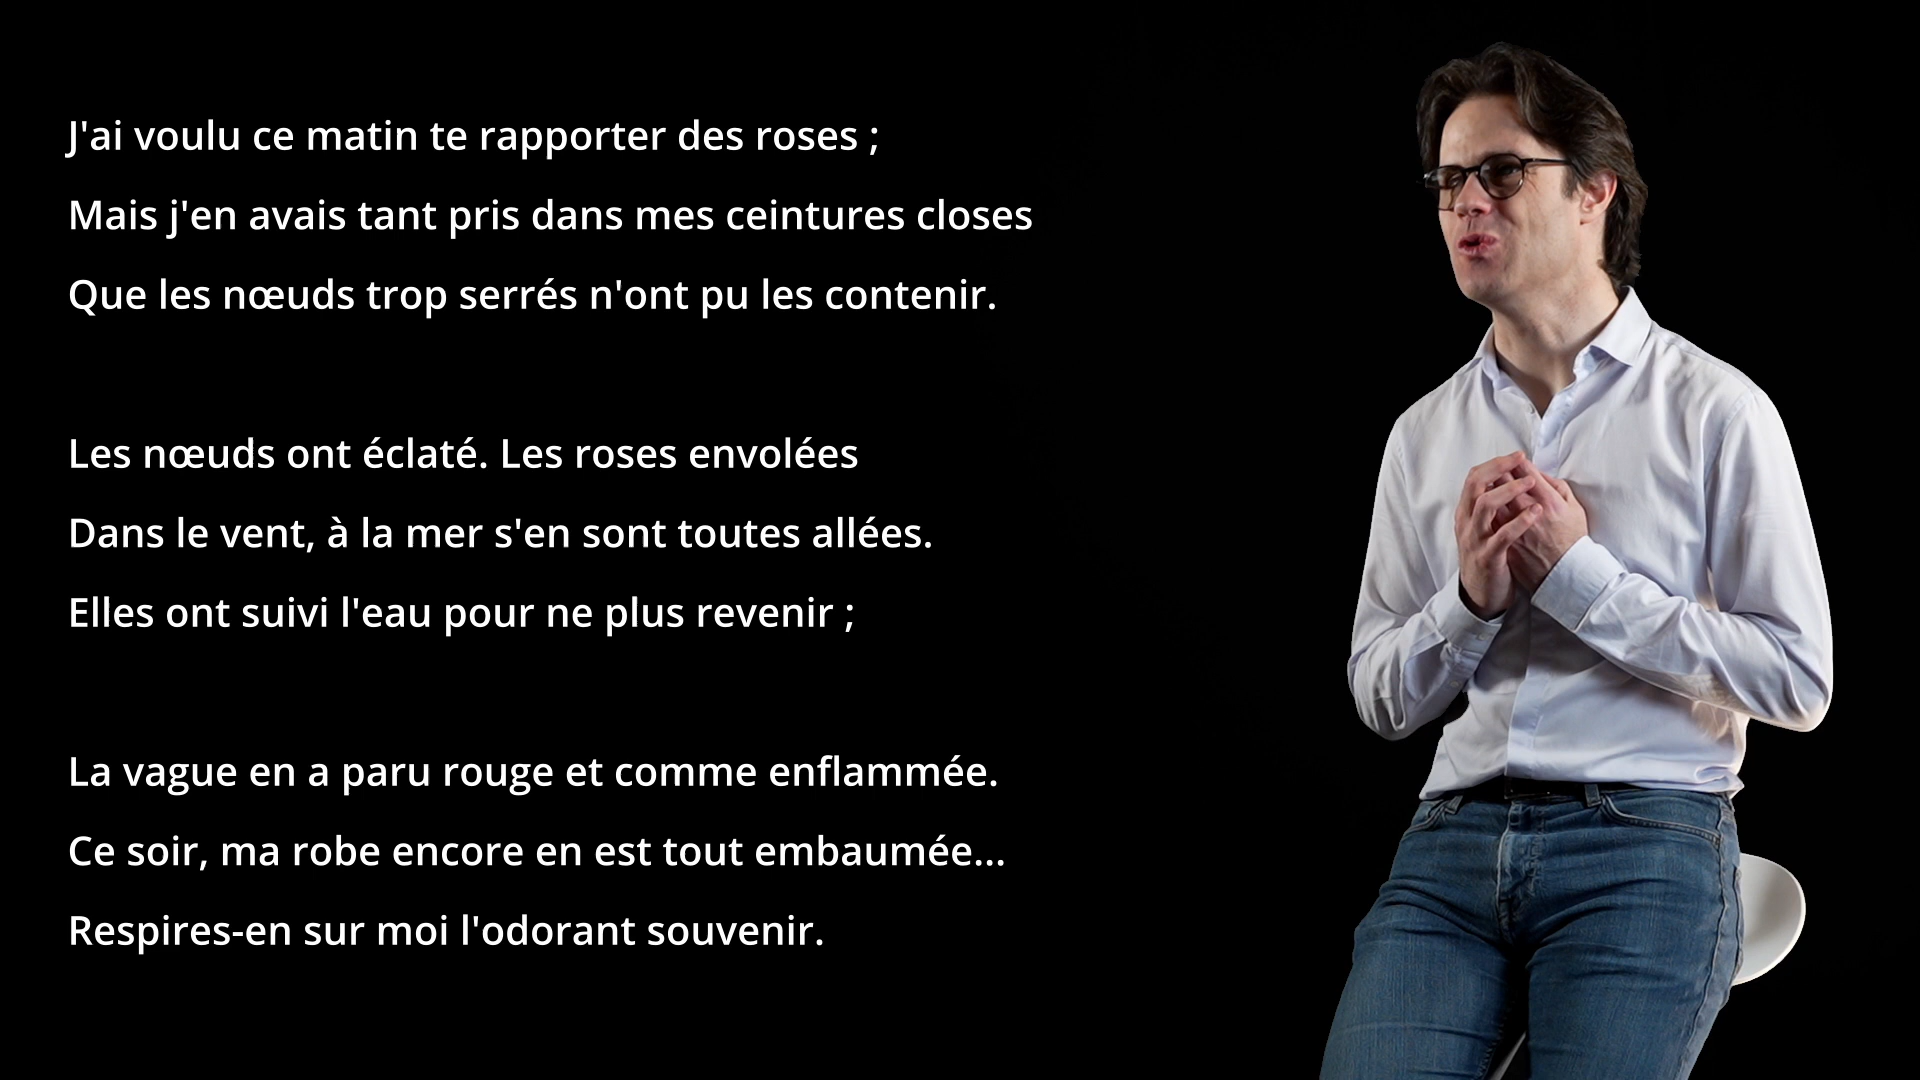 J'ai voulu ce matin te rapporter des roses ;
Mais j'en avais tant pris dans mes ceintures closes
Que les nœuds trop serrés n'ont pu les contenir.
Les nœuds ont éclaté. Les roses envolées
Dans le vent, à la mer s'en sont toutes allées.
Elles ont suivi l'eau pour ne plus revenir ;
La vague en a paru rouge et comme enflammée.
Ce soir, ma robe encore en est tout embaumée...
Respires-en sur moi l'odorant souvenir.